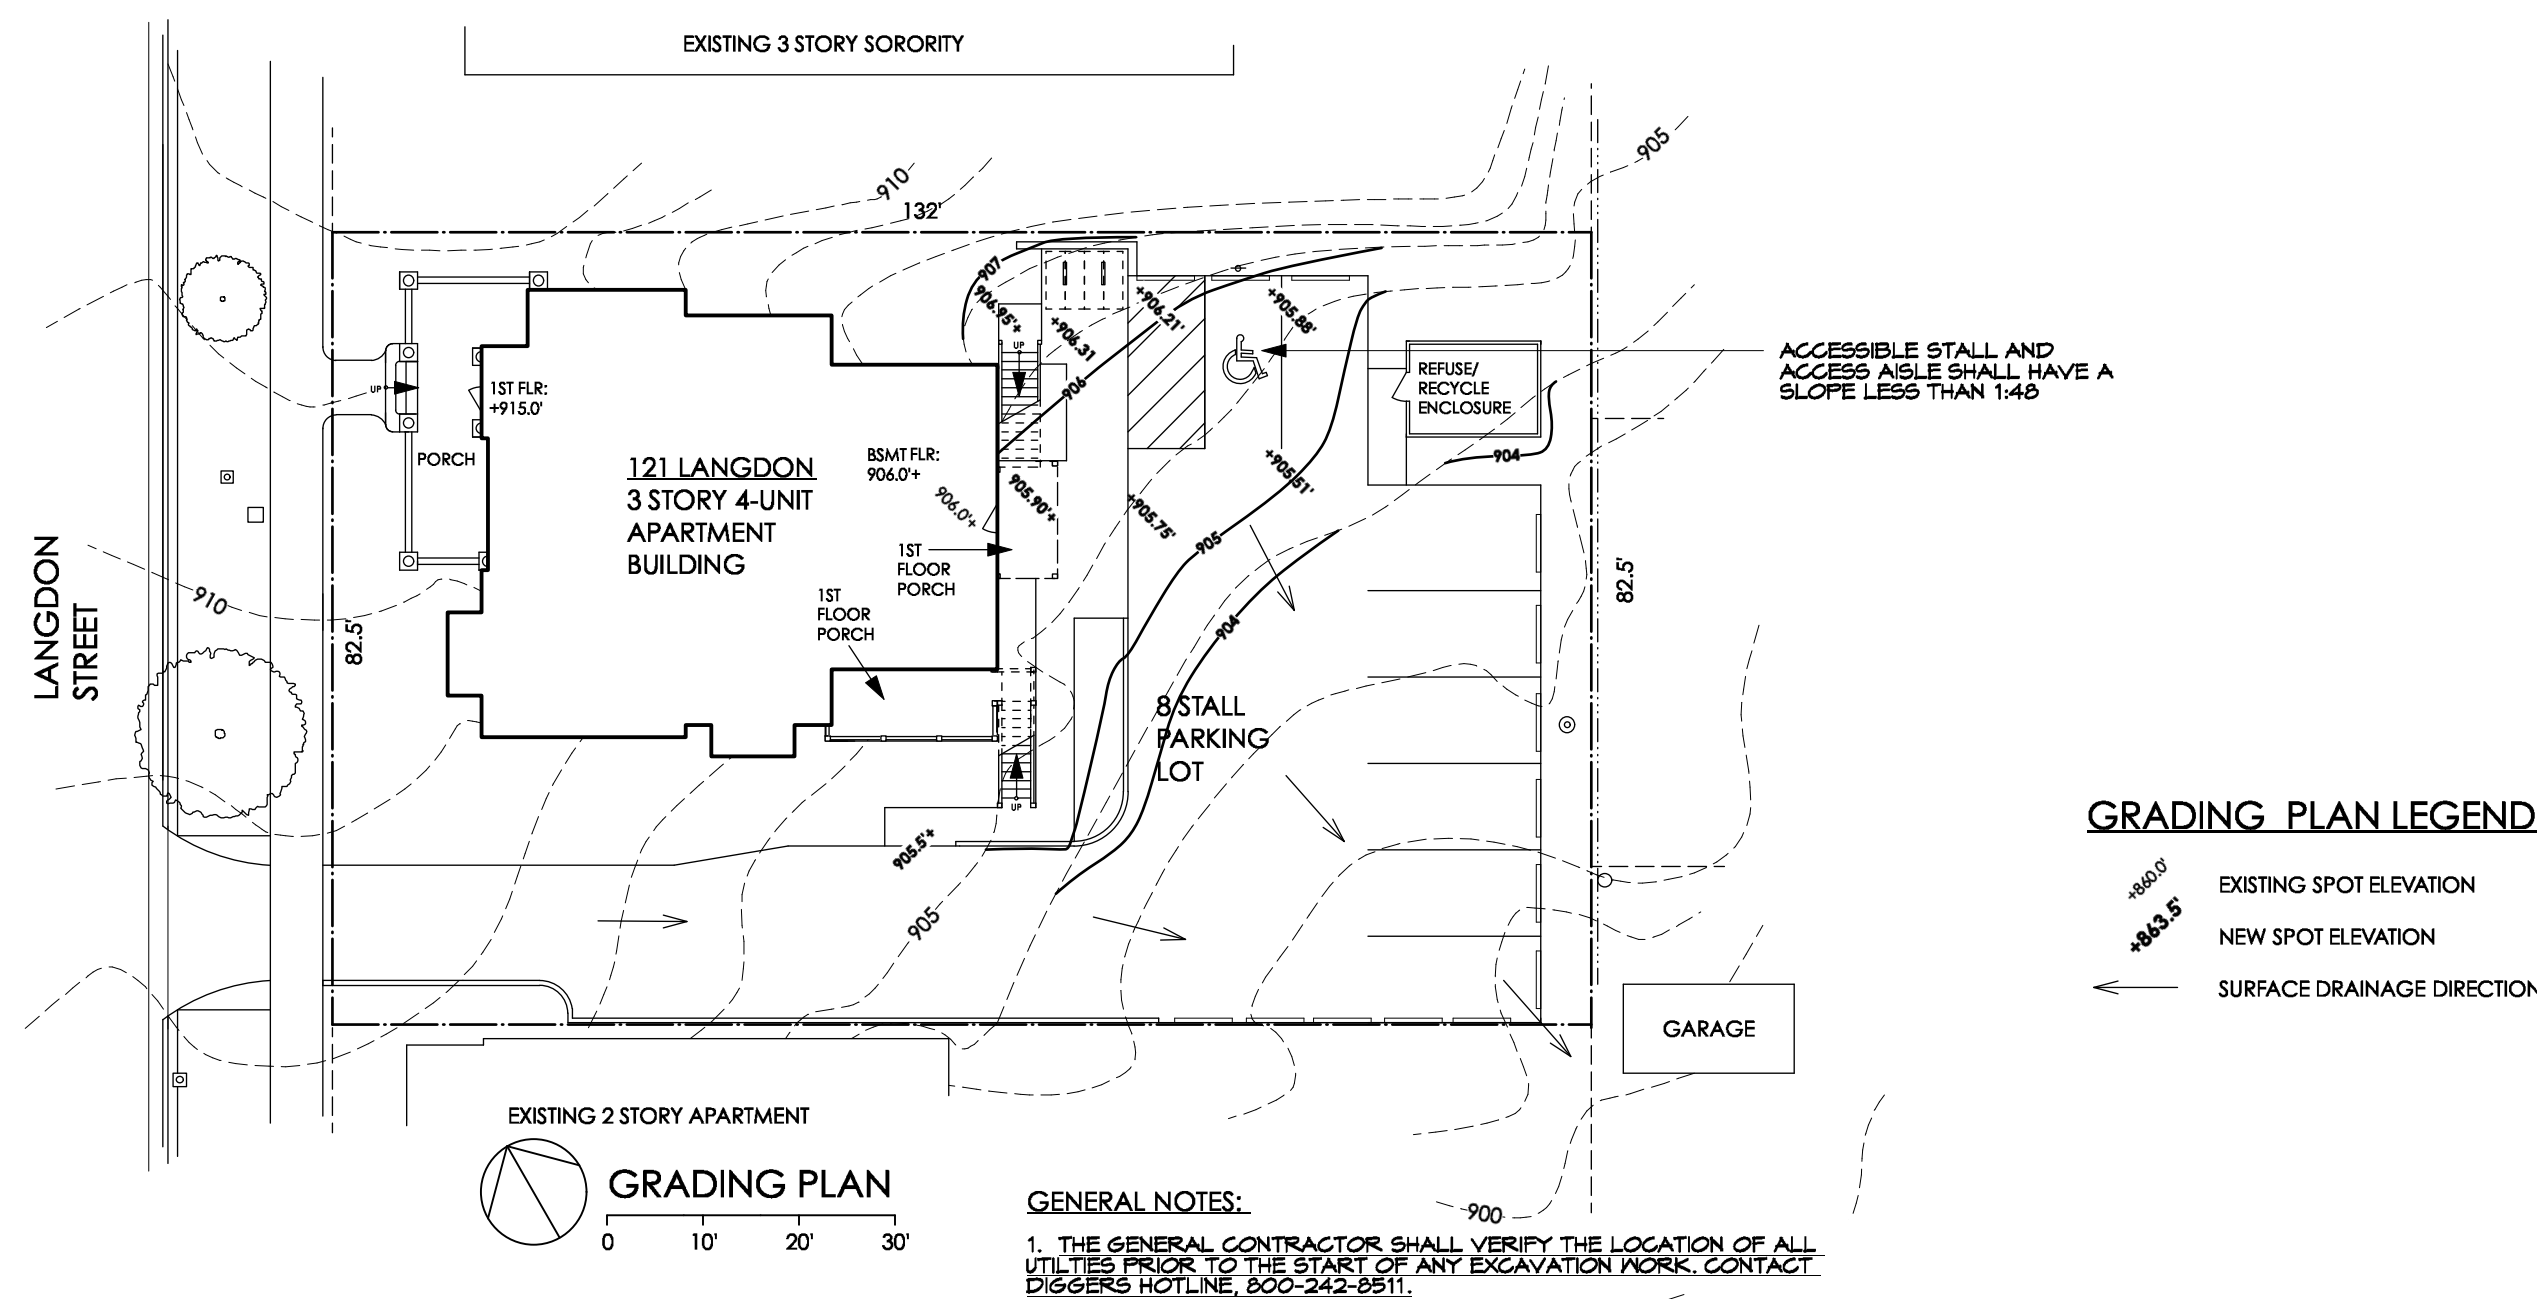 EXISTING 3 STORY SORORITY
905
910
132'
907
906.95'+
+906.31
+906.21'
+905.88'
UP
906
ACCESSIBLE STALL AND
ACCESS AISLE SHALL HAVE A
SLOPE LESS THAN 1:48
REFUSE/
RECYCLE
ENCLOSURE
UP
1ST FLR:
+915.0'
PORCH
121 LANGDON
3 STORY 4-UNIT
APARTMENT
BUILDING
BSMT FLR:
906.0'+
906.0'+
905.90'+
+905.75'
+905.51'
904
905
1ST
FLOOR
PORCH
1ST
FLOOR
PORCH
904
LANGDON
STREET
910
82.5'
82.5'
8 STALL
PARKING
LOT
UP
905.5'+
905
GRADING PLAN LEGEND
+860.0'
EXISTING SPOT ELEVATION
+863.5'
NEW SPOT ELEVATION
SURFACE DRAINAGE DIRECTION
GARAGE
EXISTING 2 STORY APARTMENT
GRADING PLAN
0 10' 20' 30'
900
GENERAL NOTES:
1. THE GENERAL CONTRACTOR SHALL VERIFY THE LOCATION OF ALL
UTILTIES PRIOR TO THE START OF ANY EXCAVATION WORK. CONTACT
DIGGERS HOTLINE, 800-242-8511.